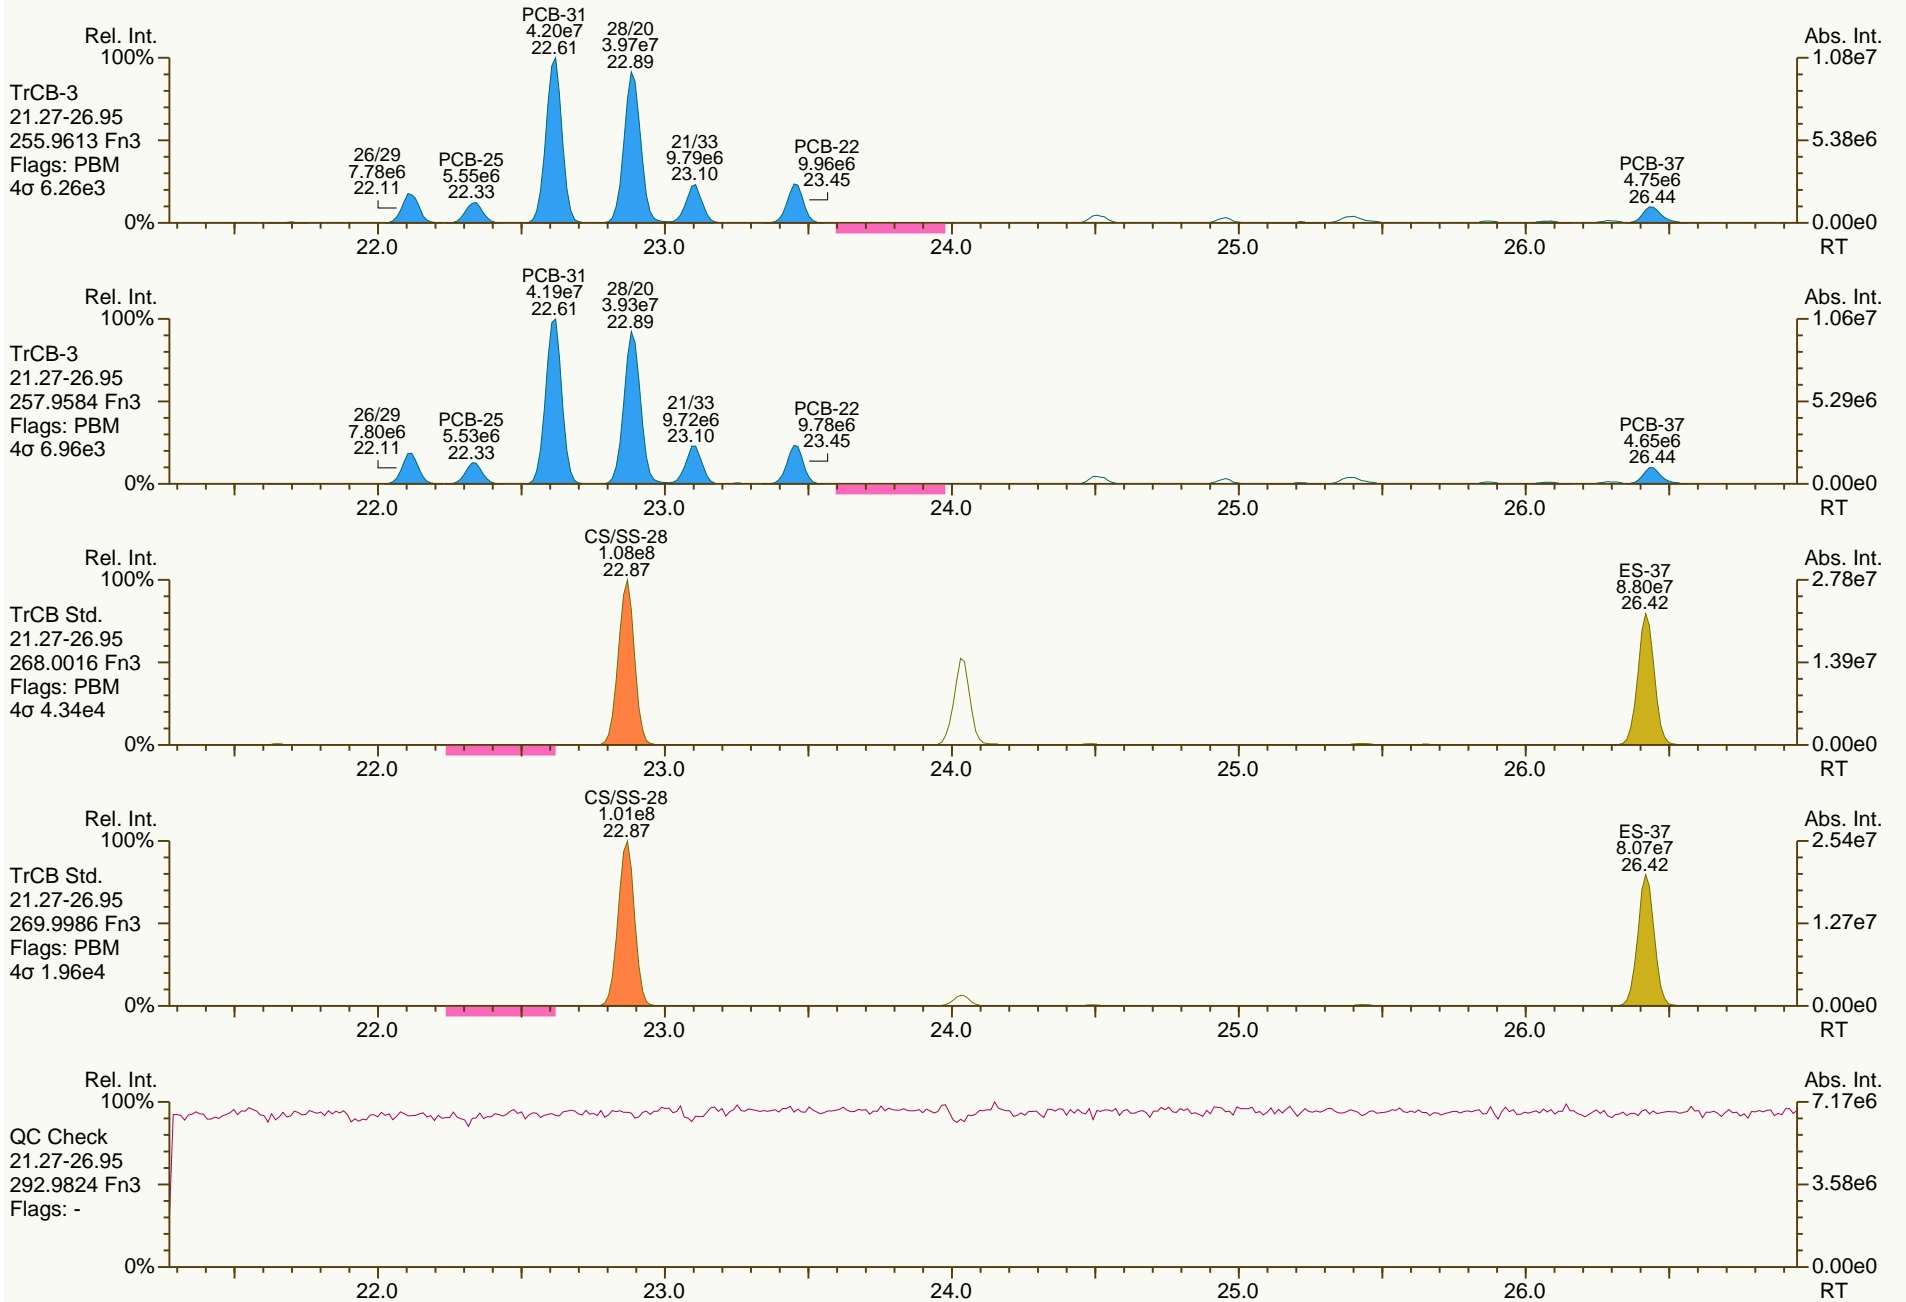 Rel. Int.
100%
0%
TrCB-3
21.27-26.95
255.9613 Fn3
Flags: PBM
4σ 6.26e3
26/29
7.78e6
22.11
PCB-25
5.55e6
22.33
PCB-31
4.20e7
22.61
28/20
3.97e7
22.89
21/33
9.79e6
23.10
PCB-22
9.96e6
23.45
PCB-37
4.75e6
26.44
Abs. Int.
1.08e7
5.38e6
0.00e0
22.0 23.0 24.0 25.0 26.0 RT
Rel. Int.
100%
0%
TrCB-3
21.27-26.95
257.9584 Fn3
Flags: PBM
4σ 6.96e3
26/29
7.80e6
22.11
PCB-25
5.53e6
22.33
PCB-31
4.19e7
22.61
28/20
3.93e7
22.89
21/33
9.72e6
23.10
PCB-22
9.78e6
23.45
PCB-37
4.65e6
26.44
Abs. Int.
1.06e7
5.29e6
0.00e0
22.0 23.0 24.0 25.0 26.0 RT
Rel. Int.
100%
0%
TrCB Std.
21.27-26.95
268.0016 Fn3
Flags: PBM
4σ 4.34e4
CS/SS-28
1.08e8
22.87
ES-37
8.80e7
26.42
Abs. Int.
2.78e7
1.39e7
0.00e0
22.0 23.0 24.0 25.0 26.0 RT
Rel. Int.
100%
0%
TrCB Std.
21.27-26.95
269.9986 Fn3
Flags: PBM
4σ 1.96e4
CS/SS-28
1.01e8
22.87
ES-37
8.07e7
26.42
Abs. Int.
2.54e7
1.27e7
0.00e0
22.0 23.0 24.0 25.0 26.0 RT
Rel. Int.
100%
0%
QC Check
21.27-26.95
292.9824 Fn3
Flags: -
Abs. Int.
7.17e6
3.58e6
0.00e0
22.0 23.0 24.0 25.0 26.0 RT